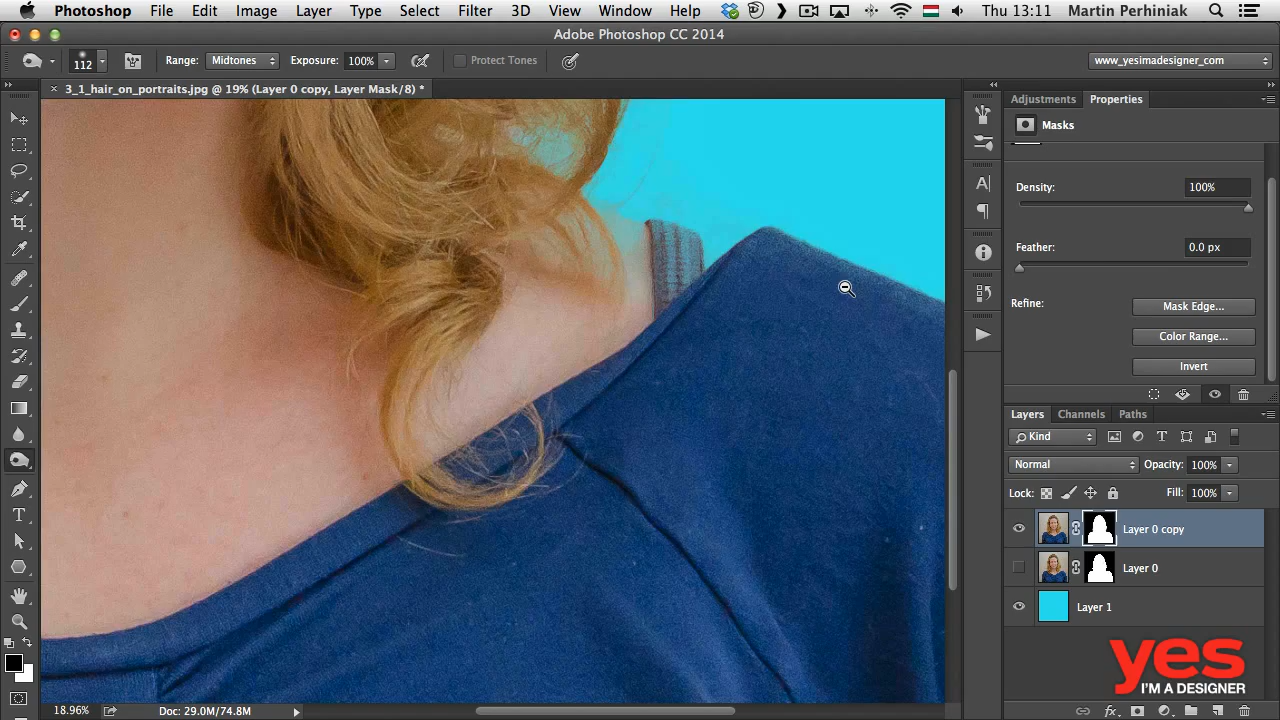 Photoshop File Edit Image Layer Type Select Filter 3D View Window Help Thu 13:11 Martin Perhiniak
Adobe Photoshop CC 2014
112 Range: Midtones Exposure: 100% Protect Tones www_yesimadesigner_com
× 3_1_hair_on_portraits.jpg @ 19% (Layer 0 copy, Layer Mask/8) *
Adjustments Properties
Masks
Density: 100%
Feather: 0.0 px
Refine: Mask Edge...
Color Range...
Invert
Layers Channels Paths
Kind
Normal Opacity: 100%
Lock: Fill: 100%
Layer 0 copy
Layer 0
Layer 1
yes
I'M A DESIGNER
18.96% Doc: 29.0M/74.8M